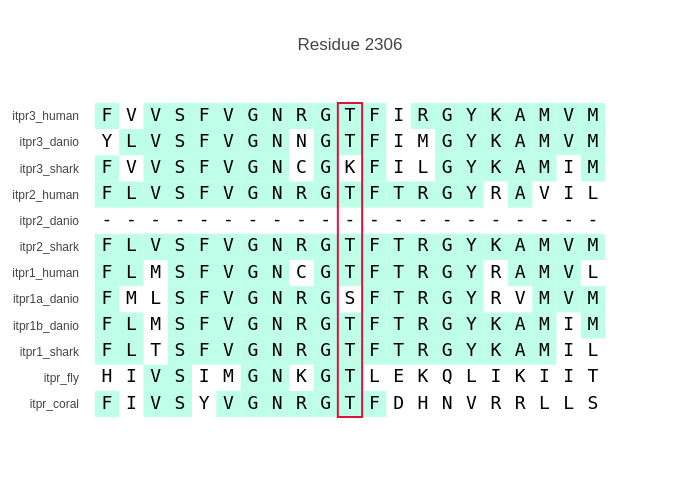 Residue 2306
itpr3_human F V V S F V G N R G T F I R G Y K A M V M
itpr3_danio Y L V S F V G N N G T F I M G Y K A M V M
itpr3_shark F V V S F V G N C G K F I L G Y K A M I M
itpr2_human F L V S F V G N R G T F T R G Y R A V I L
itpr2_danio - - - - - - - - - - - - - - - - - - - - -
itpr2_shark F L V S F V G N R G T F T R G Y K A M V M
itpr1_human F L M S F V G N C G T F T R G Y R A M V L
itpr1a_danio F M L S F V G N R G S F T R G Y R V M V M
itpr1b_danio F L M S F V G N R G T F T R G Y K A M I M
itpr1_shark F L T S F V G N R G T F T R G Y K A M I L
itpr_fly H I V S I M G N K G T L E K Q L I K I I T
itpr_coral F I V S Y V G N R G T F D H N V R R L L S